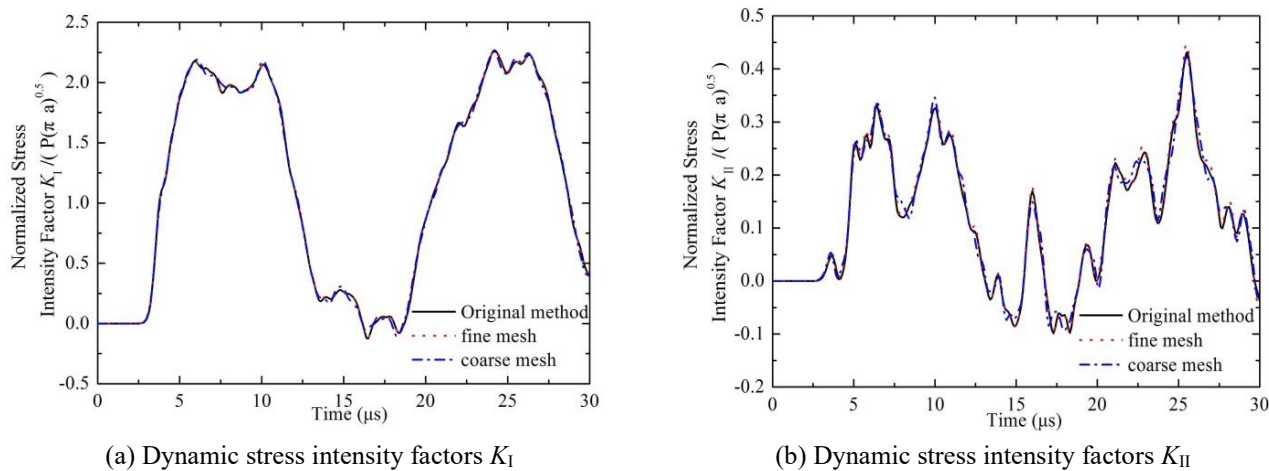 2.5
2.0
1.5
1.0
0.5
0.0
-0.5
0 5 10 15 20 25 30
Time (μs)
Normalized Stress
Intensity Factor K_I /( P(π a)^0.5 )
Original method
fine mesh
coarse mesh
(a) Dynamic stress intensity factors K_I
0.5
0.4
0.3
0.2
0.1
0.0
-0.1
-0.2
0 5 10 15 20 25 30
Time (μs)
Normalized Stress
Intensity Factor K_II /( P(π a)^0.5 )
Original method
fine mesh
coarse mesh
(b) Dynamic stress intensity factors K_II